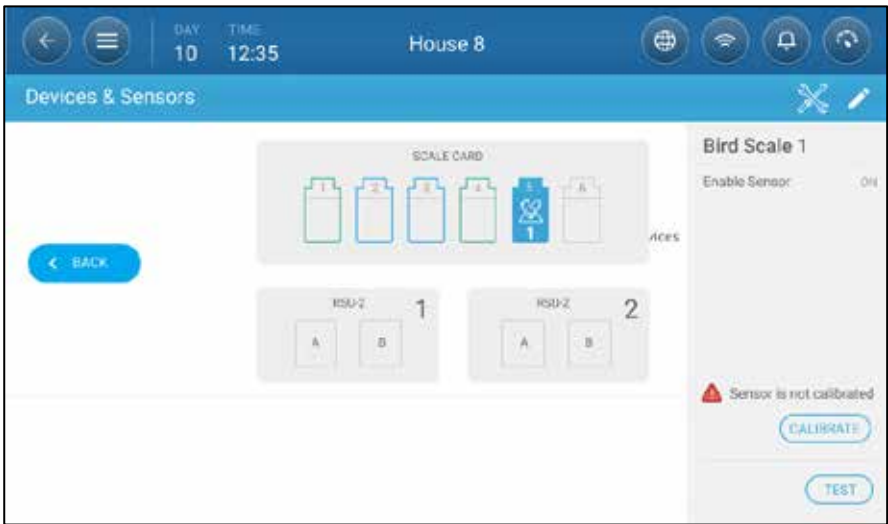 DAY TIME
10 12:35 House 8
Devices & Sensors
SCALE CARD
1 2 3 4 5 6
1
vices
BACK
RSU-2 1
A B
RSU-2 2
A B
Bird Scale 1
Enable Sensor ON
Sensor is not calibrated
CALIBRATE
TEST